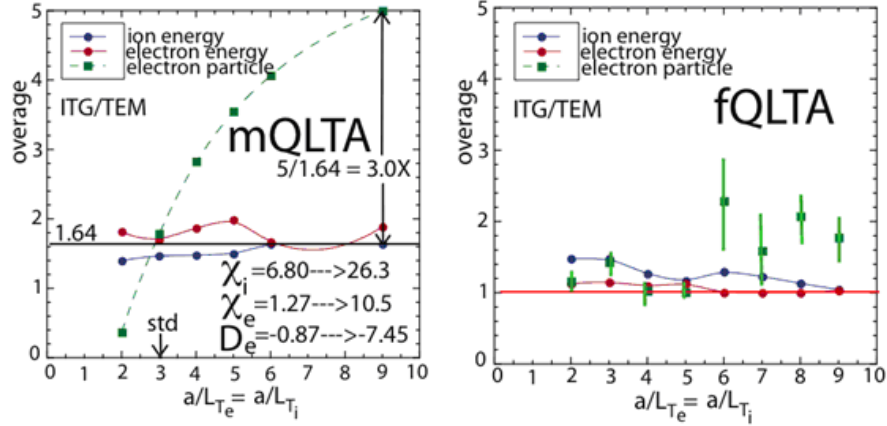 5
4
3
2
1
0
overage
ion energy
electron energy
electron particle
ITG/TEM
mQLTA
5/1.64 = 3.0X
1.64
χi=6.80--->26.3
χe=1.27--->10.5
De=-0.87--->-7.45
std
0 1 2 3 4 5 6 7 8 9 10
a/LTe= a/LTi
5
4
3
2
1
0
overage
ion energy
electron energy
electron particle
ITG/TEM
fQLTA
0 1 2 3 4 5 6 7 8 9 10
a/LTe= a/LTi